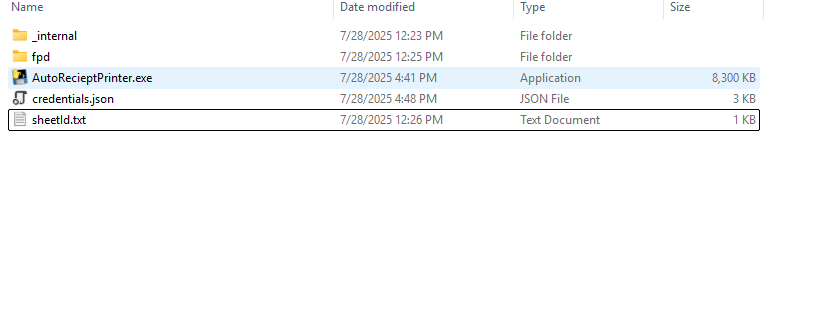 Name Date modified Type Size
_internal 7/28/2025 12:23 PM File folder
fpd 7/28/2025 12:25 PM File folder
AutoRecieptPrinter.exe 7/28/2025 4:41 PM Application 8,300 KB
credentials.json 7/28/2025 4:48 PM JSON File 3 KB
sheetId.txt 7/28/2025 12:26 PM Text Document 1 KB